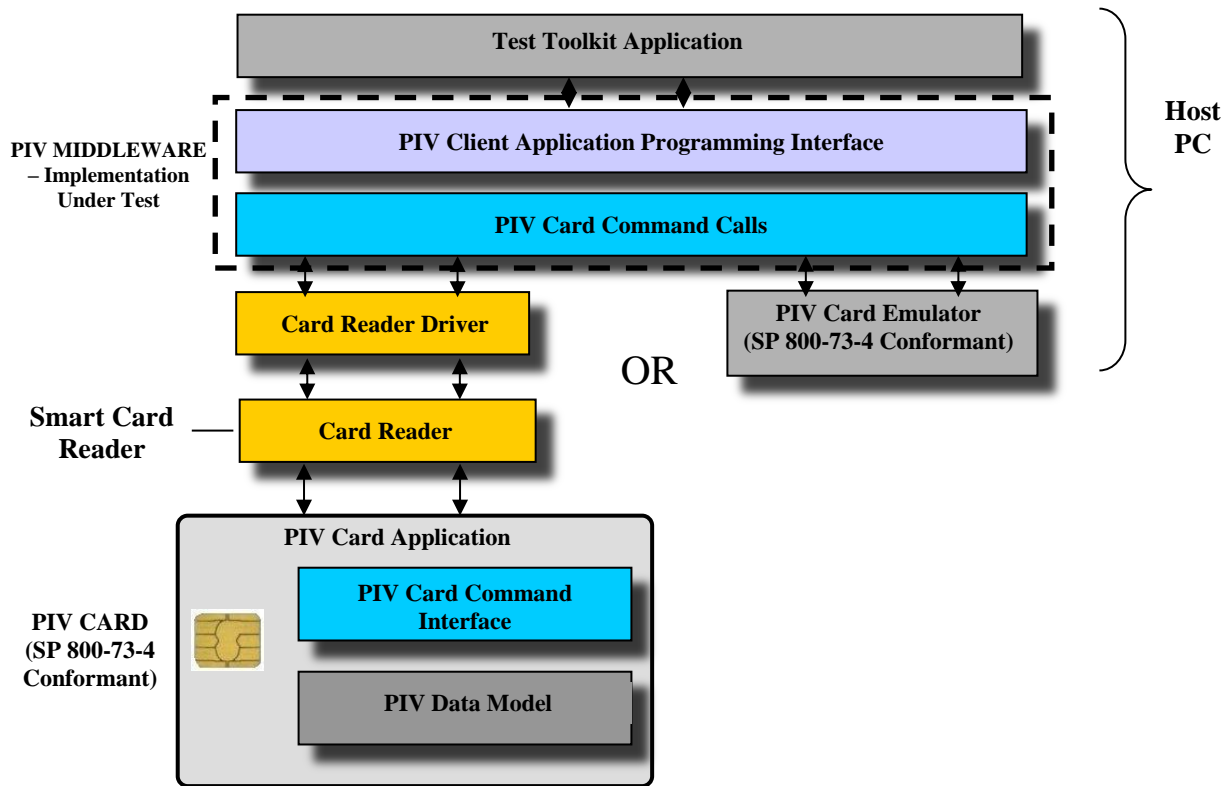 Test Toolkit Application
Host
PC
PIV MIDDLEWARE
– Implementation
Under Test
PIV Client Application Programming Interface
PIV Card Command Calls
Card Reader Driver
OR
PIV Card Emulator
(SP 800-73-4 Conformant)
Smart Card
Reader
Card Reader
PIV Card Application
PIV CARD
(SP 800-73-4
Conformant)
PIV Card Command
Interface
PIV Data Model